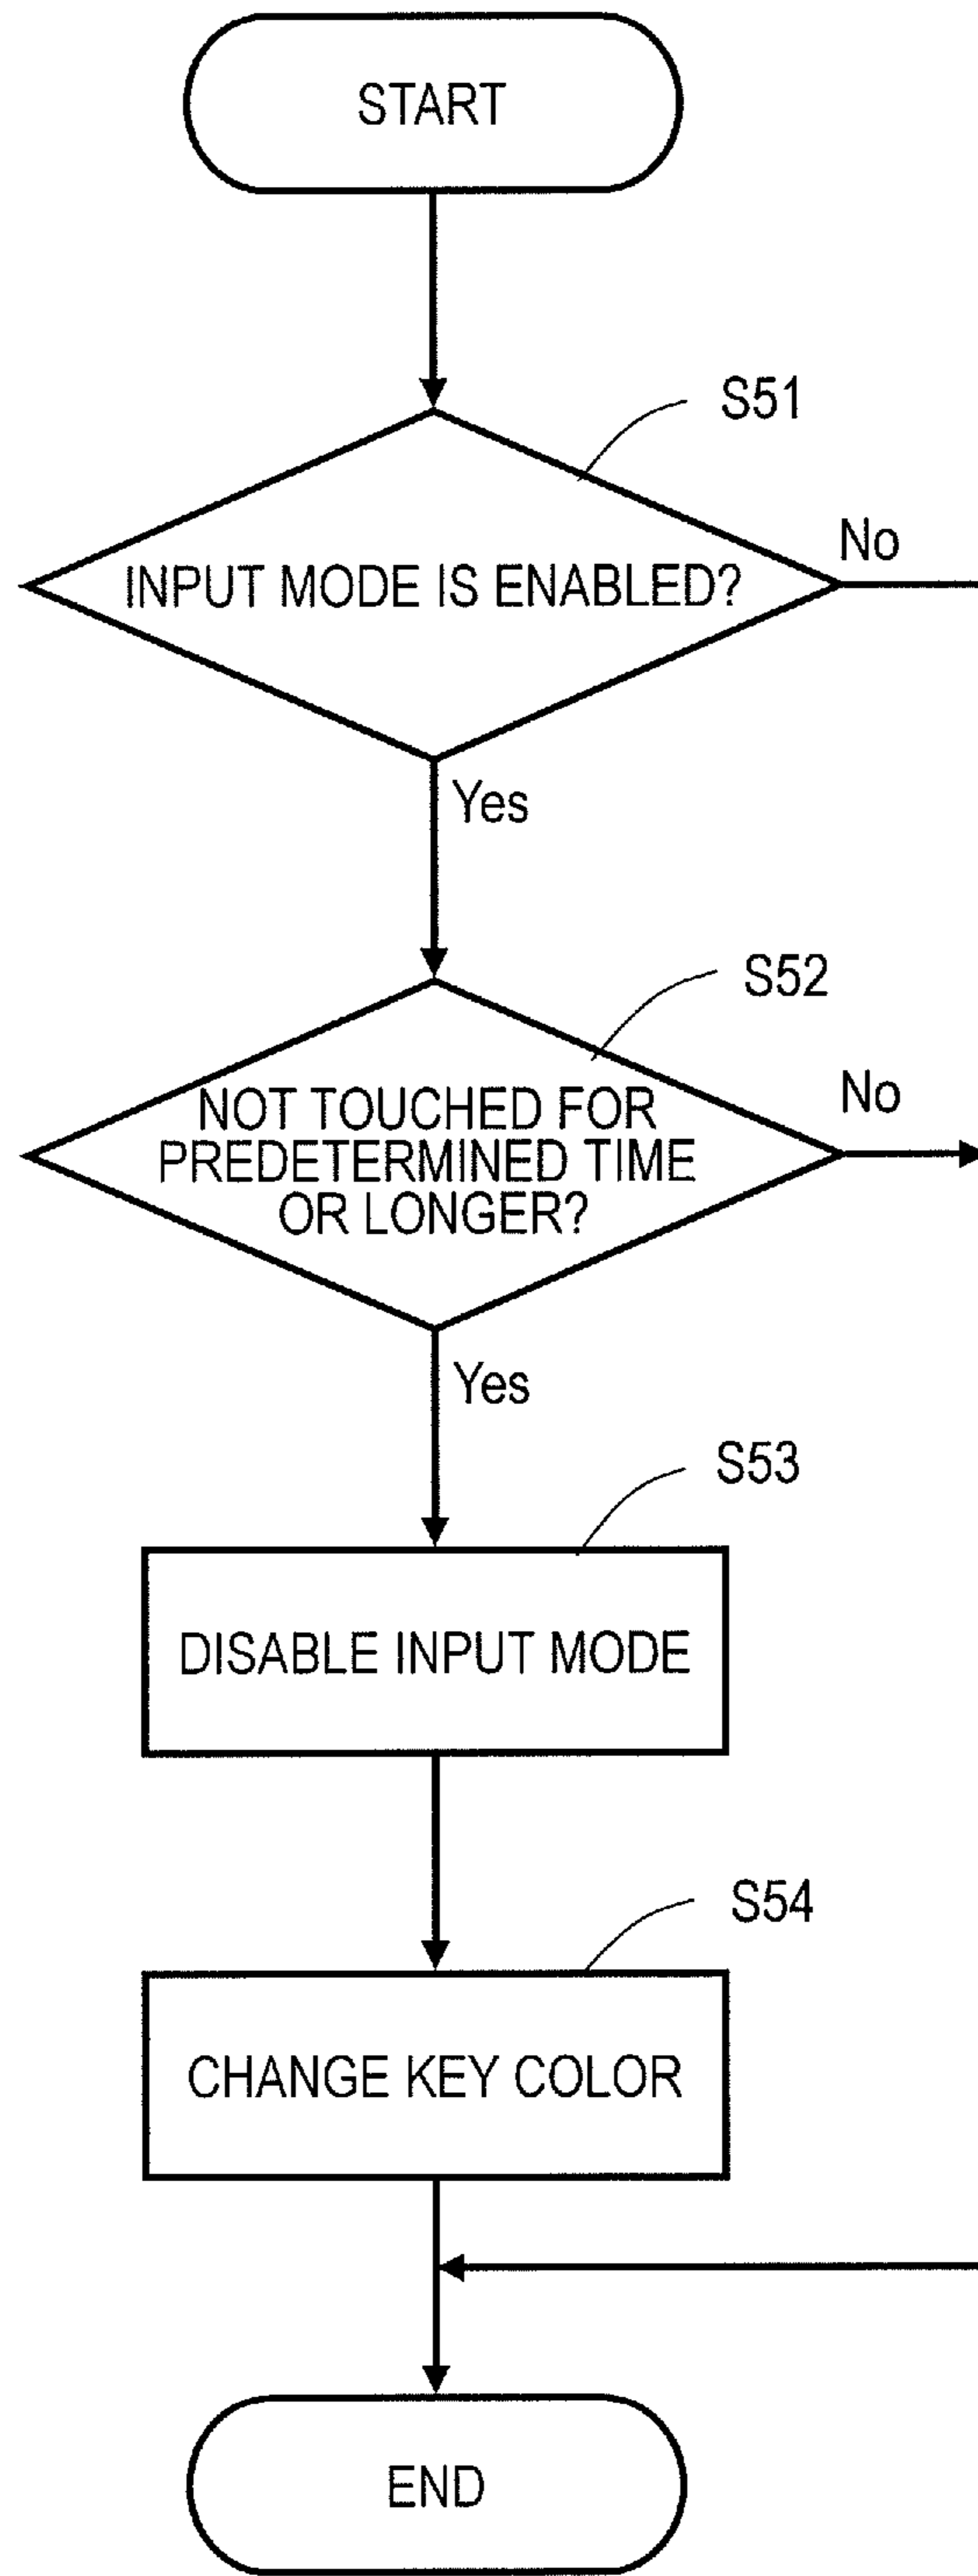 START
S51
INPUT MODE IS ENABLED?
No
Yes
S52
NOT TOUCHED FOR
PREDETERMINED TIME
OR LONGER?
No
Yes
S53
DISABLE INPUT MODE
S54
CHANGE KEY COLOR
END